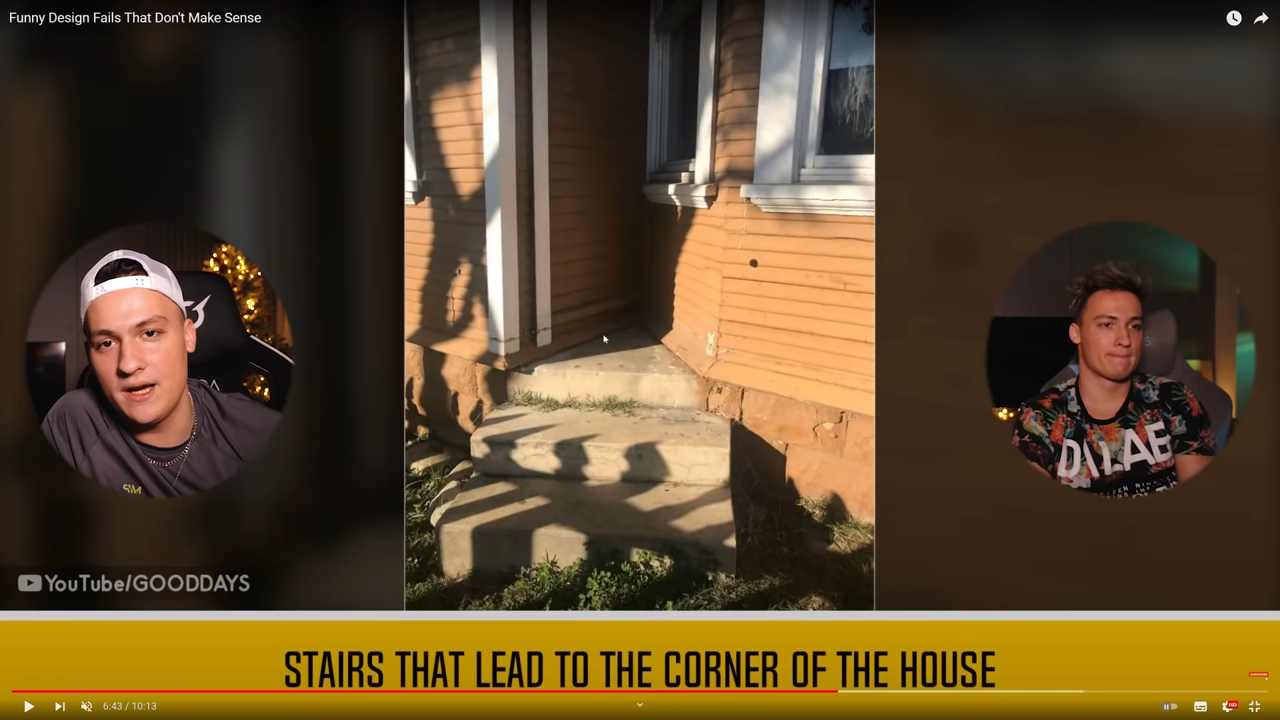 Funny Design Fails That Don't Make Sense
YouTube/GOODDAYS
STAIRS THAT LEAD TO THE CORNER OF THE HOUSE
6:43 / 10:13
HD